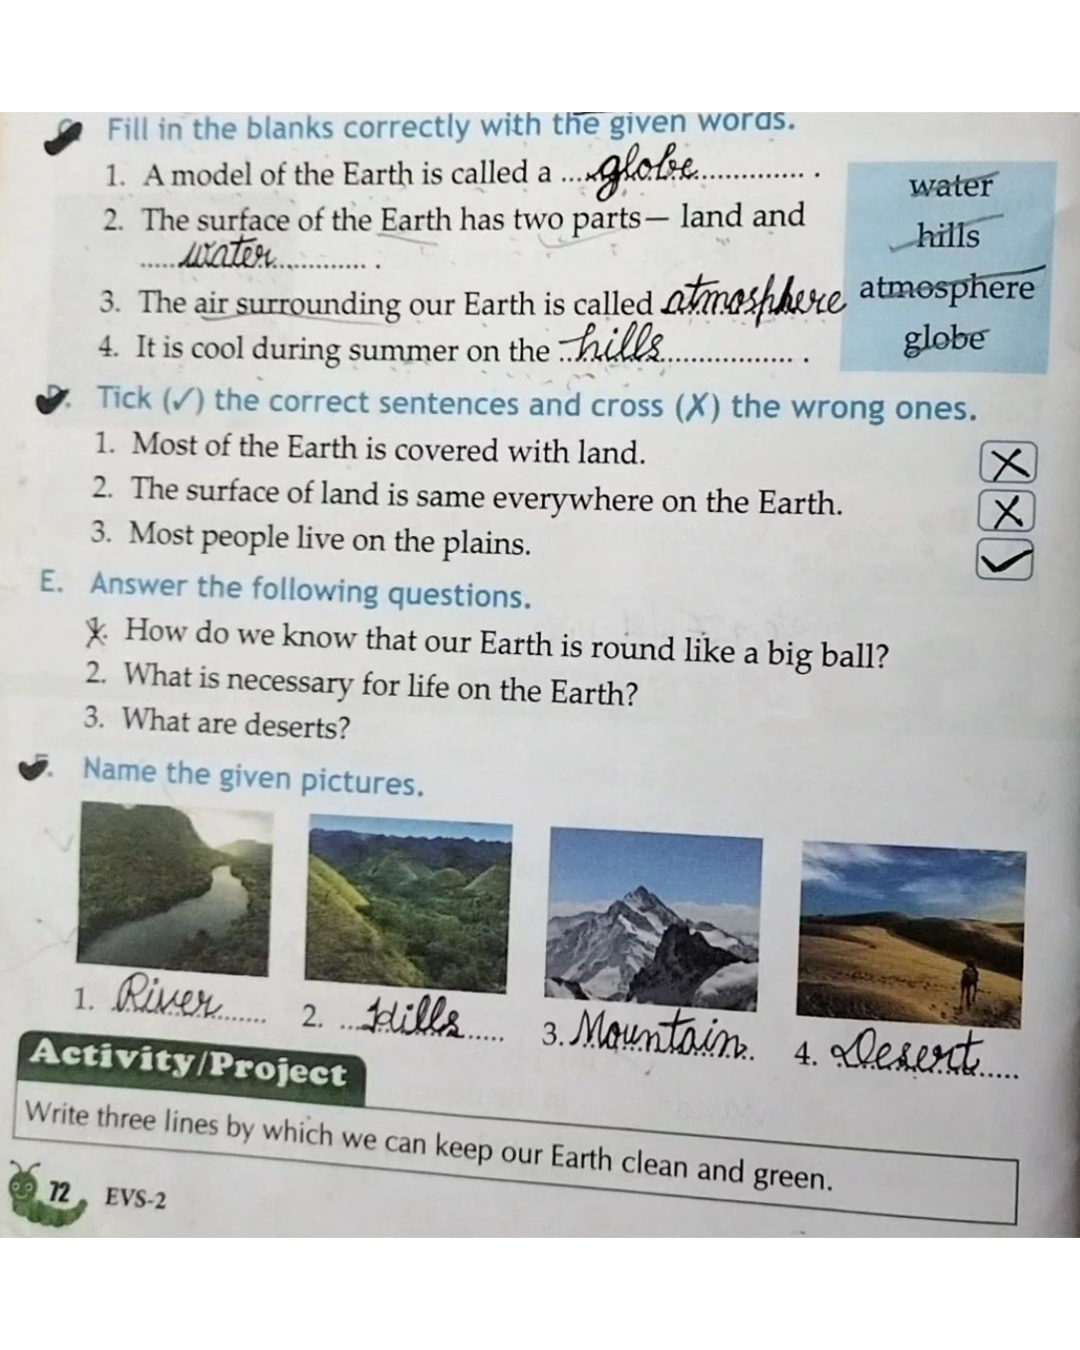 Fill in the blanks correctly with the given words.
1. A model of the Earth is called a ....globe.............. .
2. The surface of the Earth has two parts— land and
......water............... .
3. The air surrounding our Earth is called atmosphere
4. It is cool during summer on the ..hills................... .
water
hills
atmosphere
globe
D. Tick (✓) the correct sentences and cross (X) the wrong ones.
1. Most of the Earth is covered with land. X
2. The surface of land is same everywhere on the Earth. X
3. Most people live on the plains. ✓
E. Answer the following questions.
How do we know that our Earth is round like a big ball?
2. What is necessary for life on the Earth?
3. What are deserts?
F. Name the given pictures.
1. River....... 2. ...Hills..... 3. Mountain.. 4. Desert.....
Activity/Project
Write three lines by which we can keep our Earth clean and green.
72 EVS-2